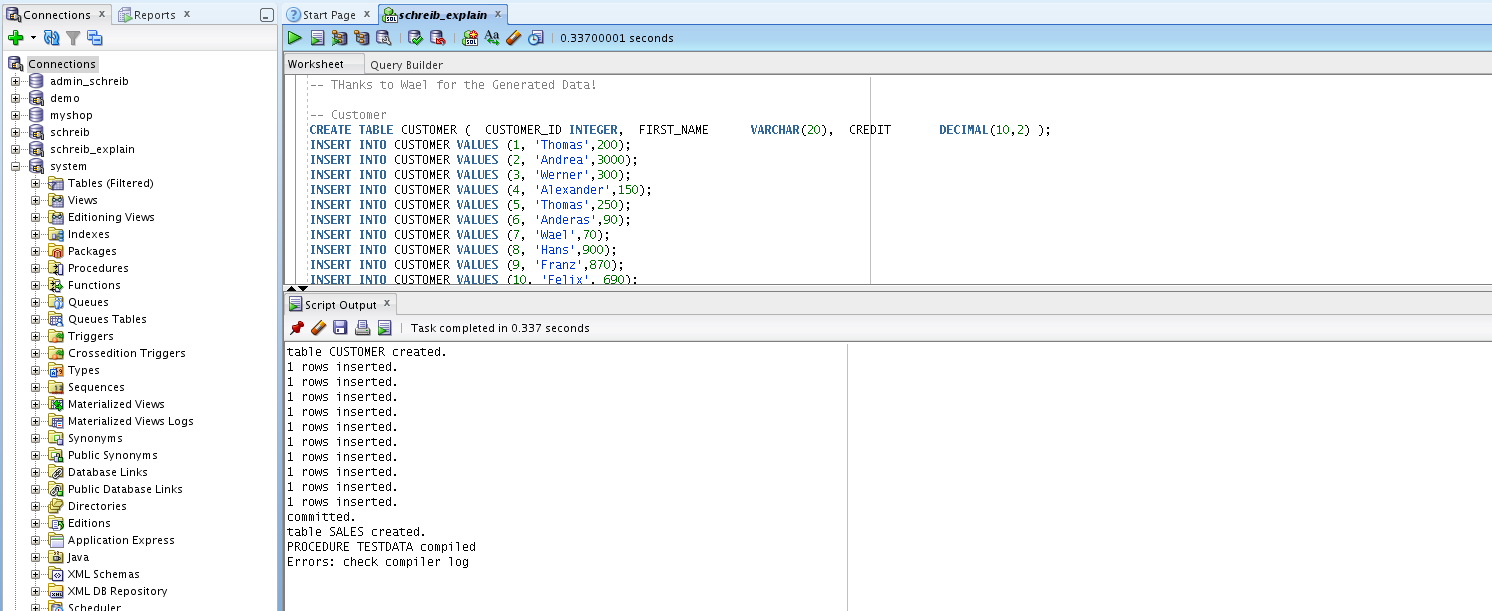 Connections x Reports x
Connections
admin_schreib
demo
myshop
schreib
schreib_explain
system
Tables (Filtered)
Views
Editioning Views
Indexes
Packages
Procedures
Functions
Queues
Queues Tables
Triggers
Crossedition Triggers
Types
Sequences
Materialized Views
Materialized Views Logs
Synonyms
Public Synonyms
Database Links
Public Database Links
Directories
Editions
Application Express
Java
XML Schemas
XML DB Repository
Scheduler
Start Page x schreib_explain x
0.33700001 seconds
Worksheet Query Builder
-- THanks to Wael for the Generated Data!
-- Customer
CREATE TABLE CUSTOMER ( CUSTOMER_ID INTEGER, FIRST_NAME VARCHAR(20), CREDIT DECIMAL(10,2) );
INSERT INTO CUSTOMER VALUES (1, 'Thomas',200);
INSERT INTO CUSTOMER VALUES (2, 'Andrea',3000);
INSERT INTO CUSTOMER VALUES (3, 'Werner',300);
INSERT INTO CUSTOMER VALUES (4, 'Alexander',150);
INSERT INTO CUSTOMER VALUES (5, 'Thomas',250);
INSERT INTO CUSTOMER VALUES (6, 'Anderas',90);
INSERT INTO CUSTOMER VALUES (7, 'Wael',70);
INSERT INTO CUSTOMER VALUES (8, 'Hans',900);
INSERT INTO CUSTOMER VALUES (9, 'Franz',870);
INSERT INTO CUSTOMER VALUES (10, 'Felix', 690);
Script Output x
Task completed in 0.337 seconds
table CUSTOMER created.
1 rows inserted.
1 rows inserted.
1 rows inserted.
1 rows inserted.
1 rows inserted.
1 rows inserted.
1 rows inserted.
1 rows inserted.
1 rows inserted.
1 rows inserted.
committed.
table SALES created.
PROCEDURE TESTDATA compiled
Errors: check compiler log